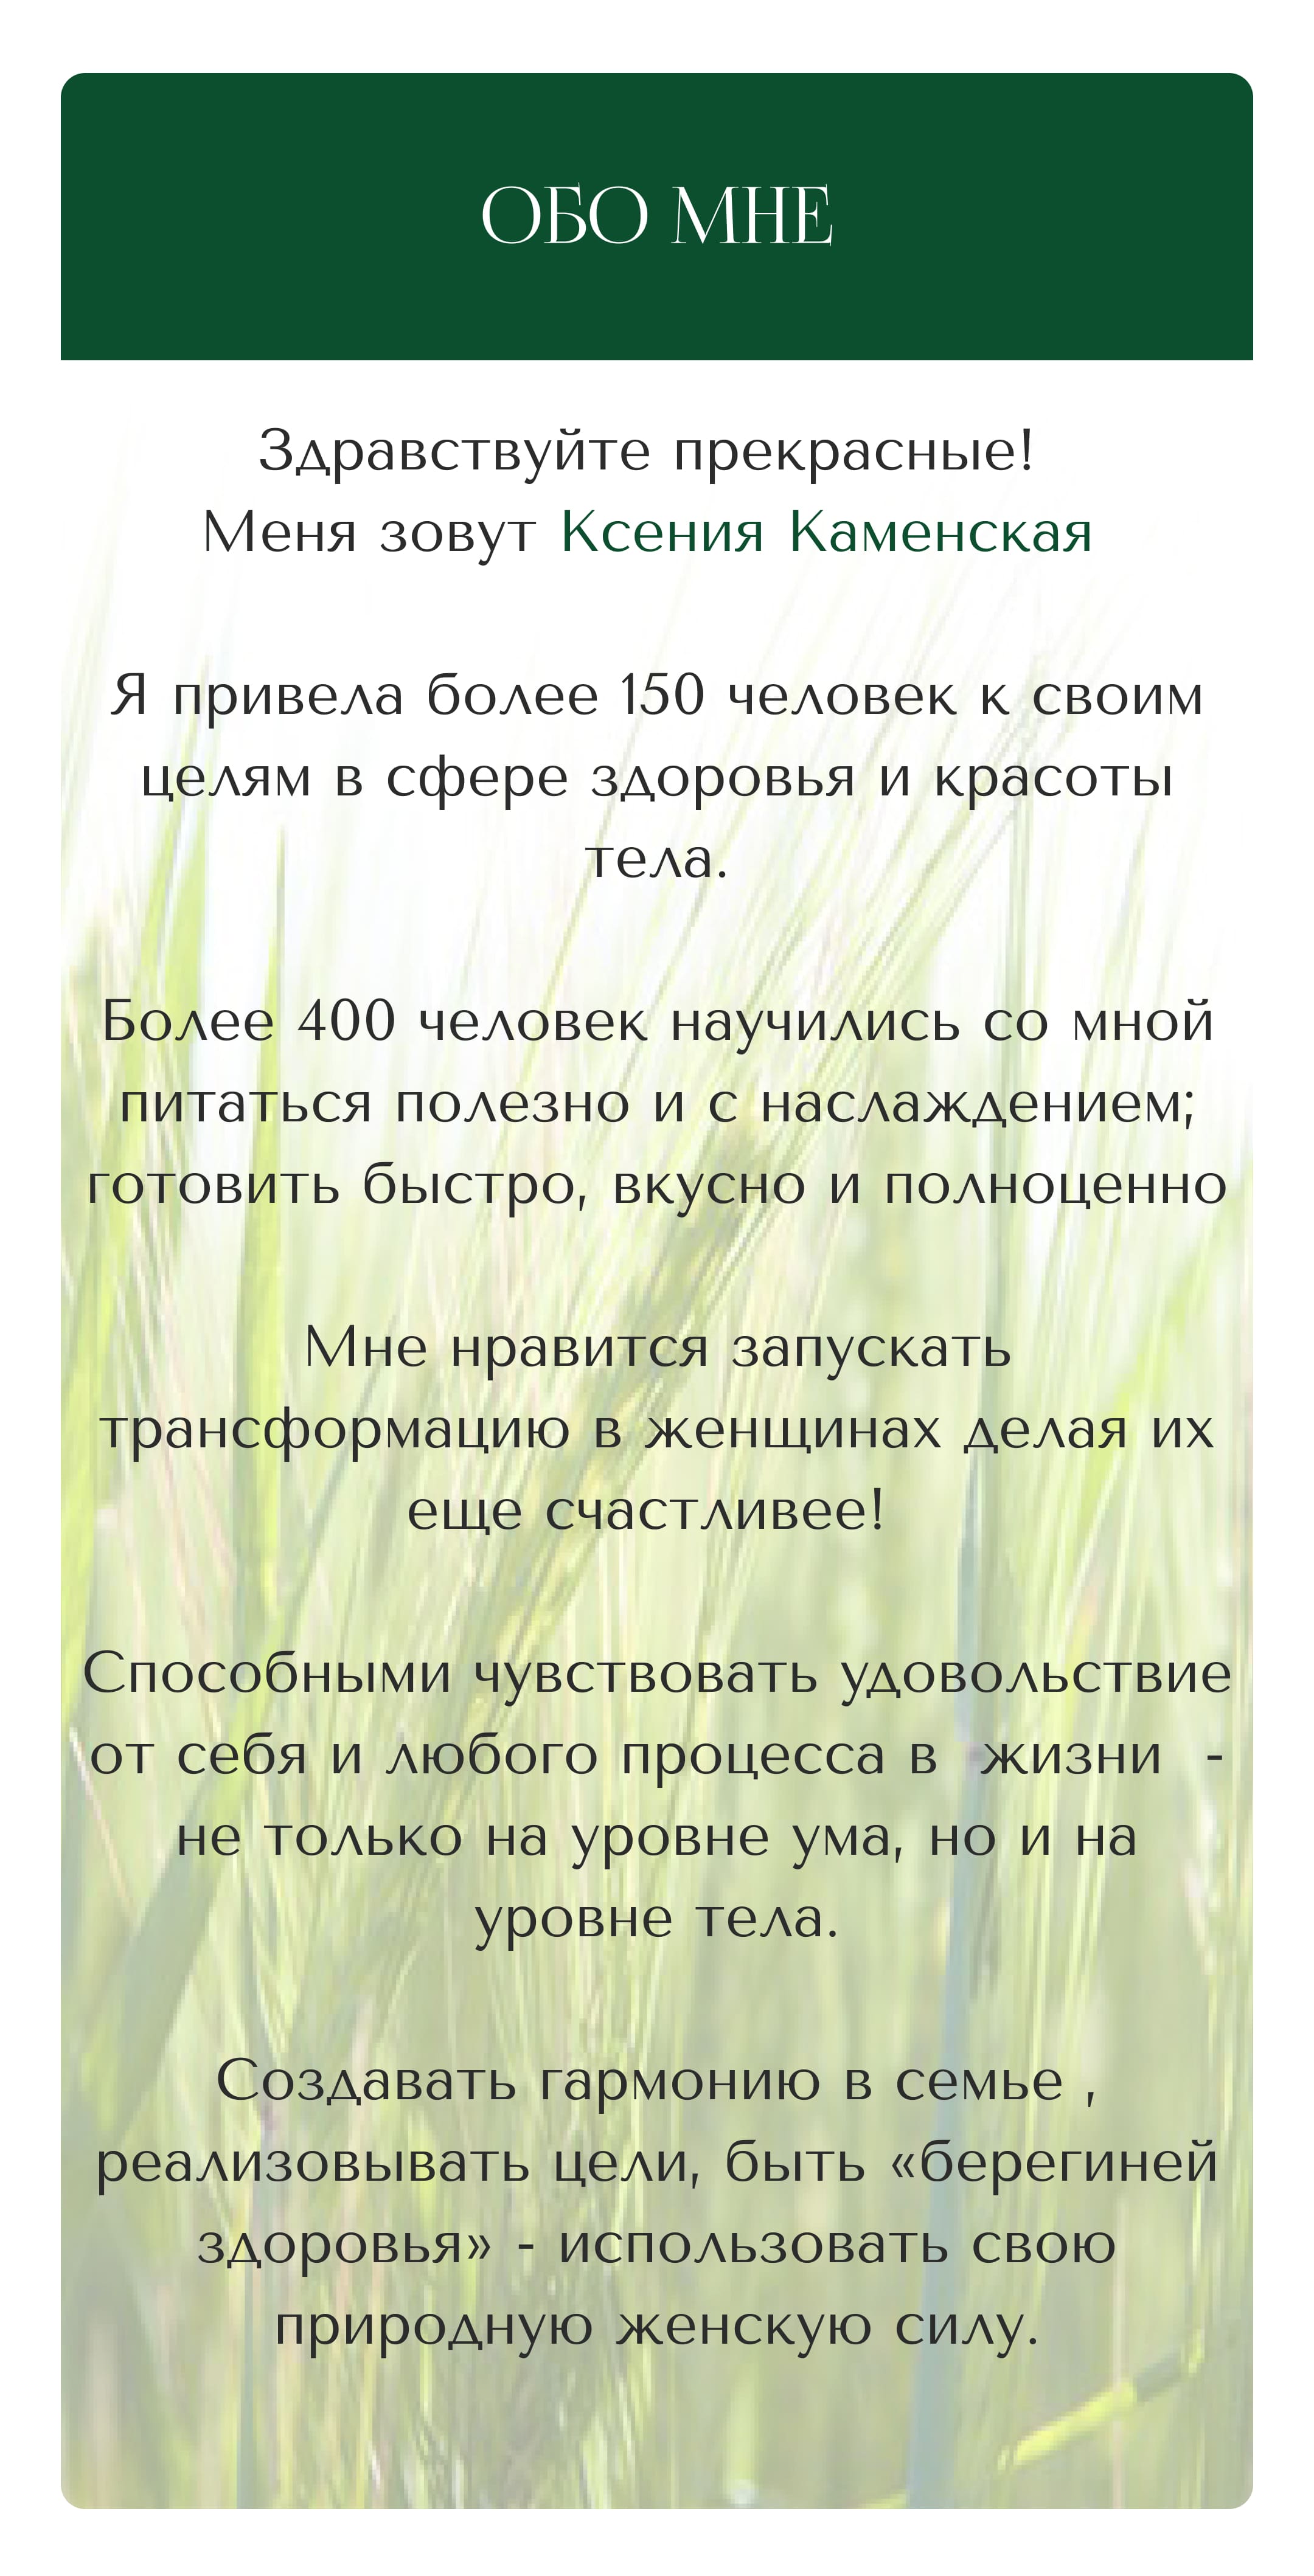 ОБО МНЕ
Здравствуйте прекрасные!
Меня зовут Ксения Каменская
Я привела более 150 человек к своим
целям в сфере здоровья и красоты
тела.
Более 400 человек научились со мной
питаться полезно и с наслаждением;
готовить быстро, вкусно и полноценно
Мне нравится запускать
трансформацию в женщинах делая их
еще счастливее!
Способными чувствовать удовольствие
от себя и любого процесса в  жизни  -
не только на уровне ума, но и на
уровне тела.
Создавать гармонию в семье ,
реализовывать цели, быть «берегиней
здоровья» - использовать свою
природную женскую силу.